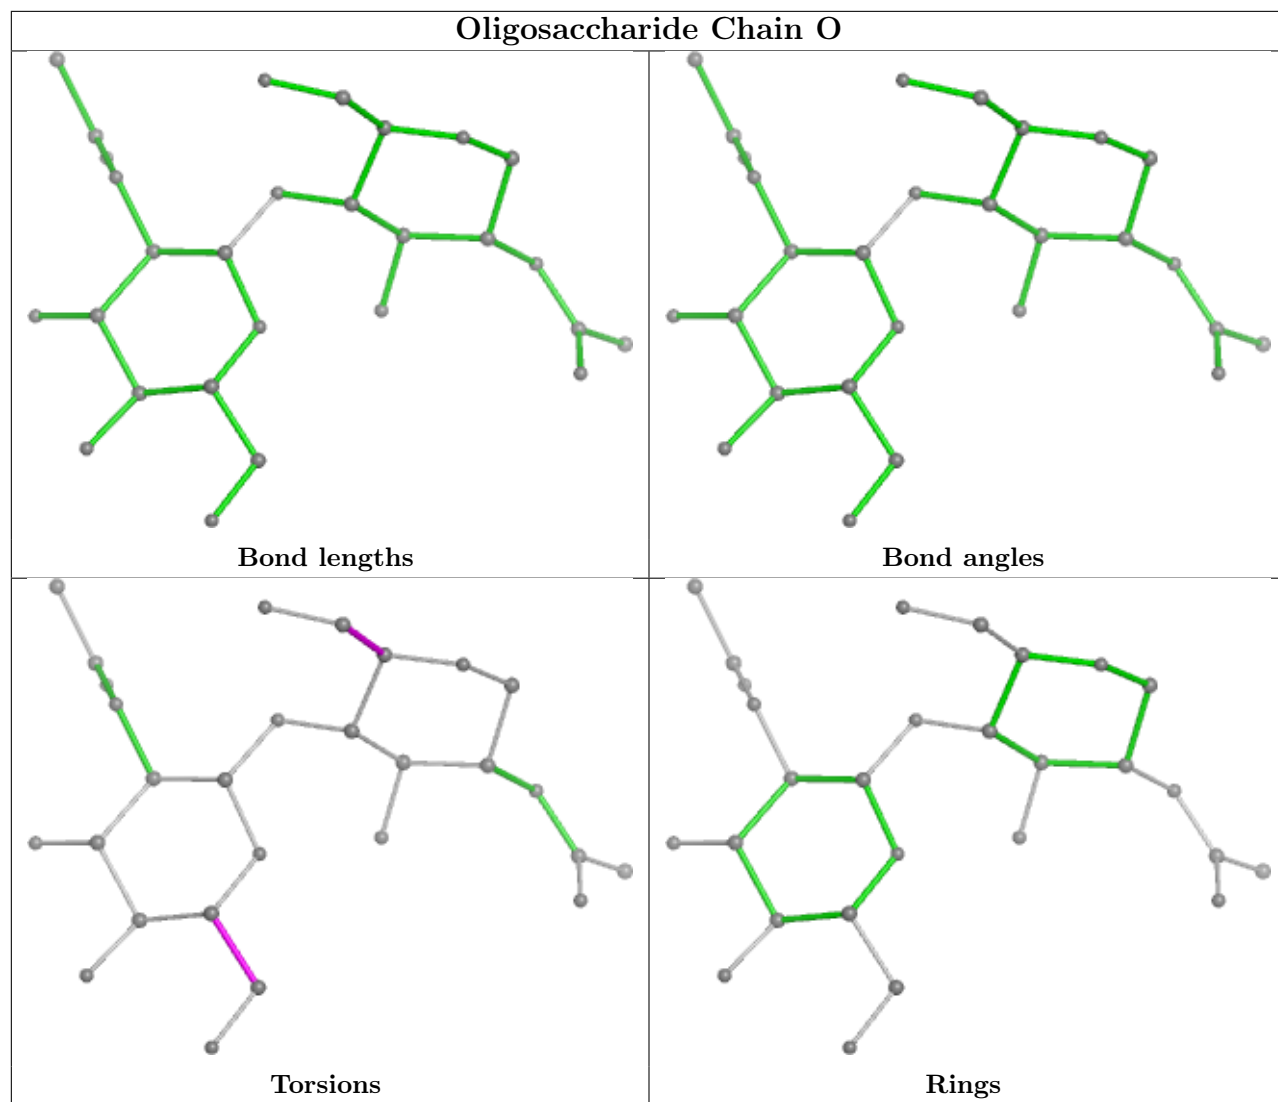 Oligosaccharide Chain O
Bond lengths
Bond angles
Torsions
Rings